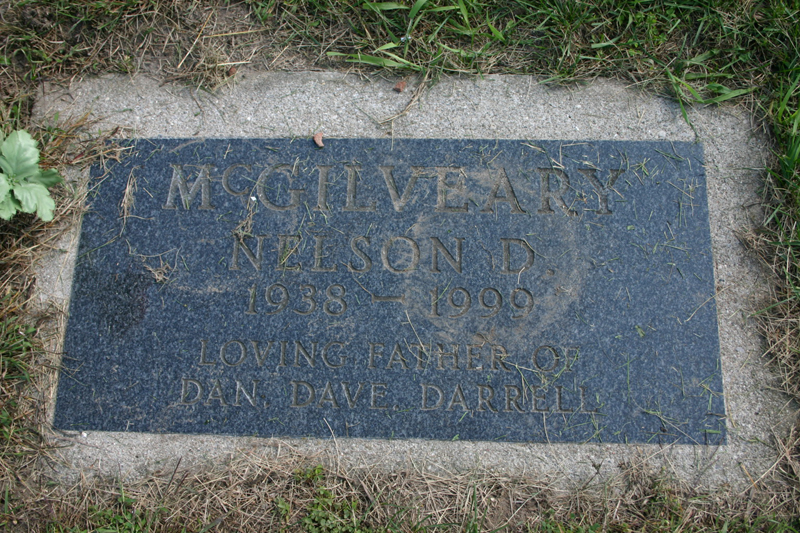 McGILVEARY
NELSON D.
1938 — 1999
LOVING FATHER OF
DAN, DAVE, DARRELL